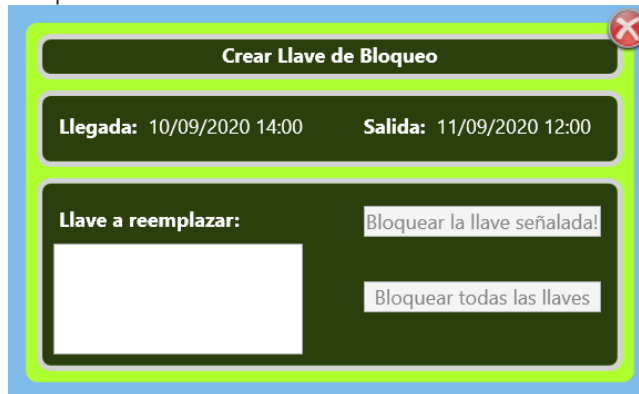 Crear Llave de Bloqueo
Llegada: 10/09/2020 14:00 Salida: 11/09/2020 12:00
Llave a reemplazar:
Bloquear la llave señalada!
Bloquear todas las llaves